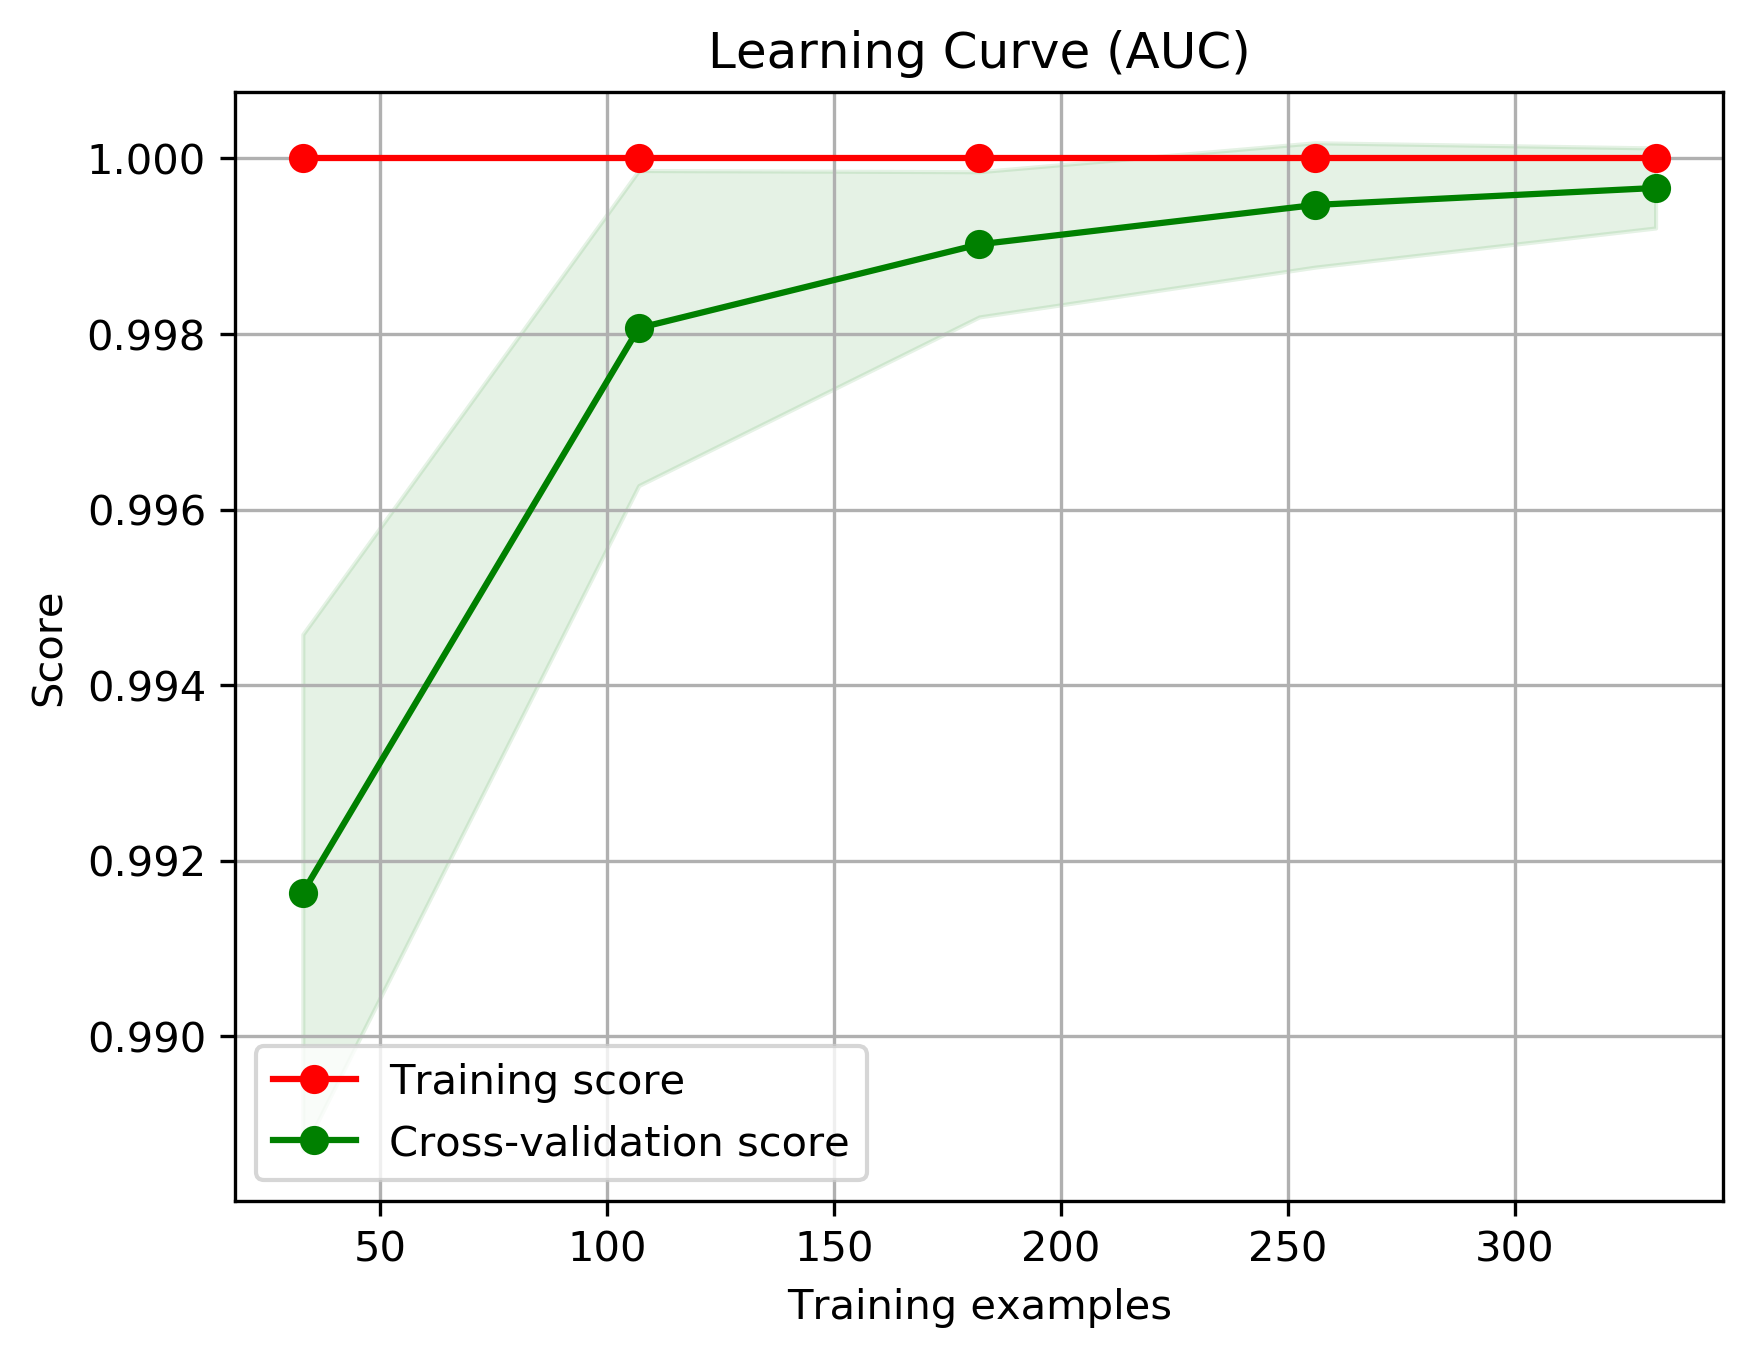 Learning Curve (AUC)
1.000
0.998
0.996
0.994
0.992
0.990
Score
Training score
Cross-validation score
50 100 150 200 250 300
Training examples